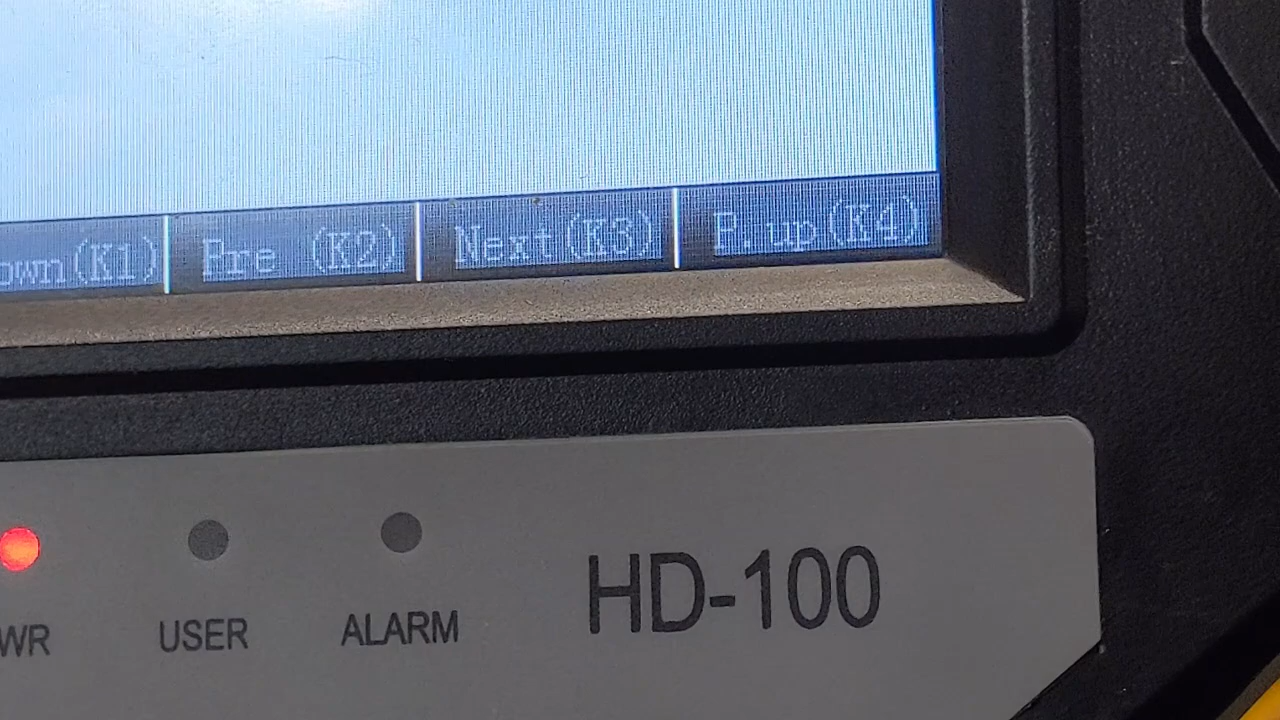 own(K1) Pre (K2) Next(K3) P.up(K4)
HD-100
WR USER ALARM